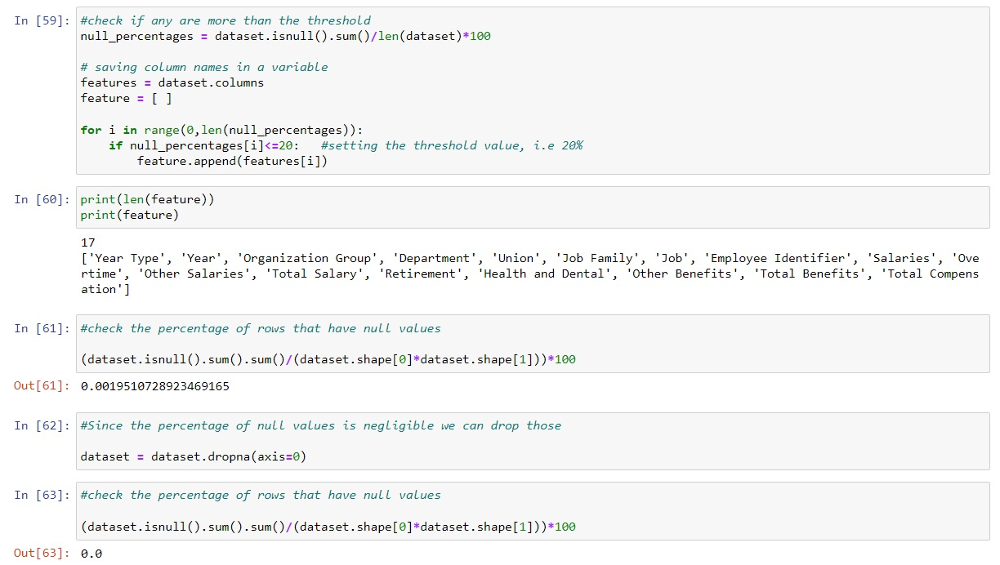 In [59]: #check if any are more than the threshold
null_percentages = dataset.isnull().sum()/len(dataset)*100
# saving column names in a variable
features = dataset.columns
feature = [ ]
for i in range(0,len(null_percentages)):
    if null_percentages[i]<=20:   #setting the threshold value, i.e 20%
        feature.append(features[i])
In [60]: print(len(feature))
print(feature)
17
['Year Type', 'Year', 'Organization Group', 'Department', 'Union', 'Job Family', 'Job', 'Employee Identifier', 'Salaries', 'Ove
rtime', 'Other Salaries', 'Total Salary', 'Retirement', 'Health and Dental', 'Other Benefits', 'Total Benefits', 'Total Compens
ation']
In [61]: #check the percentage of rows that have null values
(dataset.isnull().sum().sum()/(dataset.shape[0]*dataset.shape[1]))*100
Out[61]: 0.0019510728923469165
In [62]: #Since the percentage of null values is negligible we can drop those
dataset = dataset.dropna(axis=0)
In [63]: #check the percentage of rows that have null values
(dataset.isnull().sum().sum()/(dataset.shape[0]*dataset.shape[1]))*100
Out[63]: 0.0